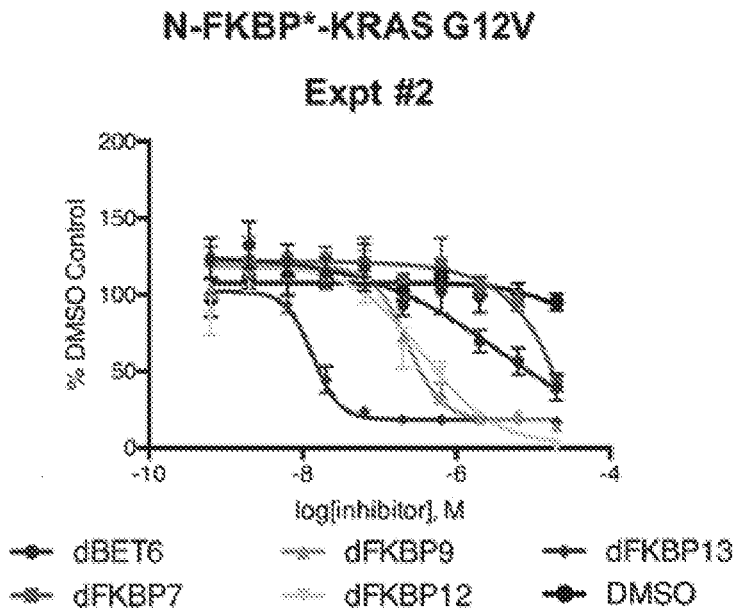 N-FKBP*-KRAS G12V
Expt #2
200
150
100
50
0
% DMSO Control
-10
-8
-6
-4
log[inhibitor], M
dBET6
dFKBP9
dFKBP13
dFKBP7
dFKBP12
DMSO